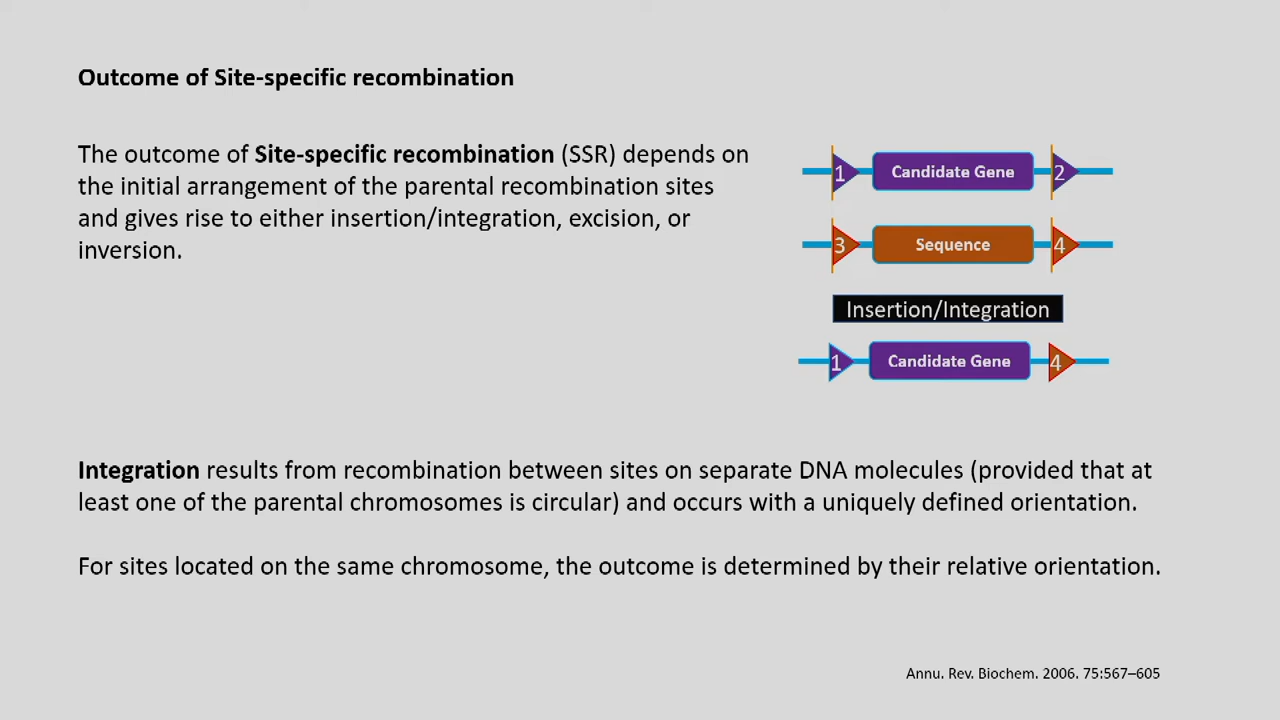 Outcome of Site-specific recombination
The outcome of Site-specific recombination (SSR) depends on
the initial arrangement of the parental recombination sites
and gives rise to either insertion/integration, excision, or
inversion.
1 Candidate Gene 2
3 Sequence 4
Insertion/Integration
1 Candidate Gene 4
Integration results from recombination between sites on separate DNA molecules (provided that at
least one of the parental chromosomes is circular) and occurs with a uniquely defined orientation.
For sites located on the same chromosome, the outcome is determined by their relative orientation.
Annu. Rev. Biochem. 2006. 75:567–605